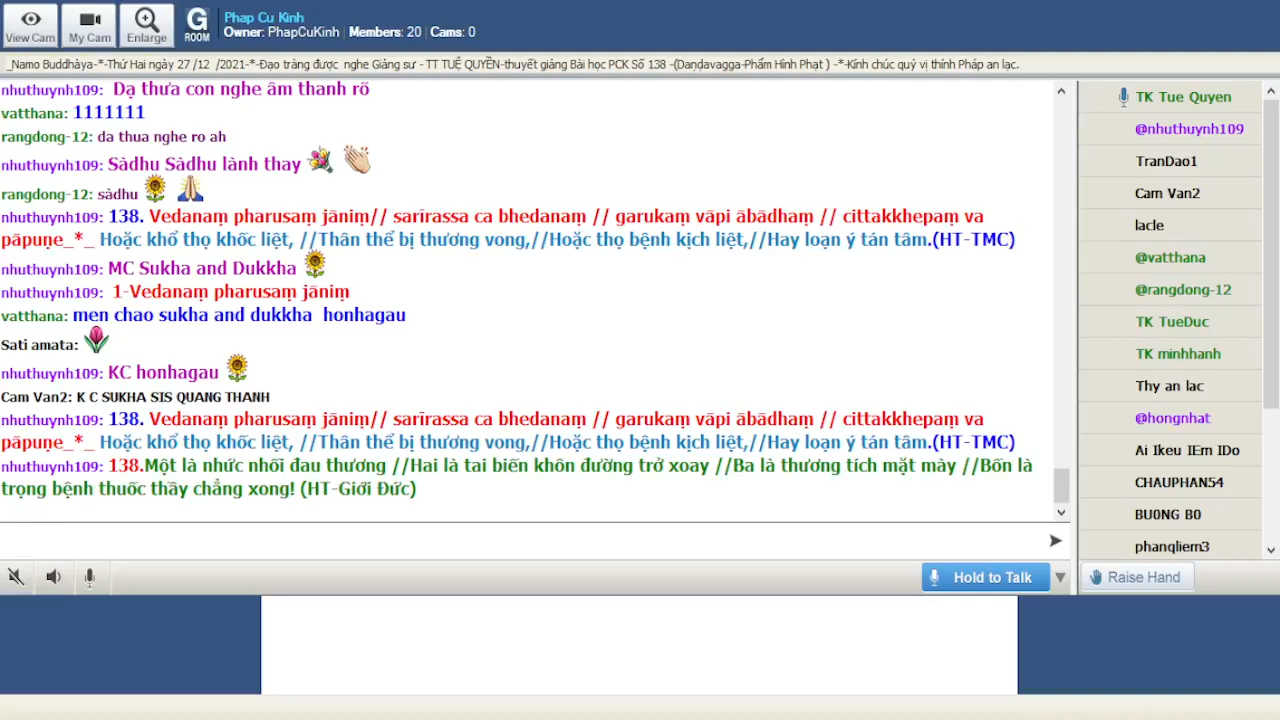 View Cam
My Cam
Enlarge
G
ROOM
Phap Cu Kinh
Owner: PhapCuKinh | Members: 20 | Cams: 0
_Namo Buddhàya-*-Thứ Hai ngày 27 /12 /2021-*-Đạo tràng được nghe Giảng sư - TT TUỆ QUYỀN-thuyết giảng Bài học PCK Số 138 -(Daṇḍavagga-Phẩm Hình Phạt ) -*-Kính chúc quý vị thính Pháp an lạc.
nhuthuynh109: Dạ thưa con nghe âm thanh rõ
vatthana: 1111111
rangdong-12: da thua nghe ro ah
nhuthuynh109: Sàdhu Sàdhu lành thay
rangdong-12: sàdhu
nhuthuynh109: 138. Vedanaṃ pharusaṃ jāniṃ// sarīrassa ca bhedanaṃ // garukaṃ vāpi ābādhaṃ // cittakkhepaṃ va
pāpuṇe_*_ Hoặc khổ thọ khốc liệt, //Thân thể bị thương vong,//Hoặc thọ bệnh kịch liệt,//Hay loạn ý tán tâm.(HT-TMC)
nhuthuynh109: MC Sukha and Dukkha
nhuthuynh109: 1-Vedanaṃ pharusaṃ jāniṃ
vatthana: men chao sukha and dukkha honhagau
Sati amata:
nhuthuynh109: KC honhagau
Cam Van2: K C SUKHA SIS QUANG THANH
nhuthuynh109: 138. Vedanaṃ pharusaṃ jāniṃ// sarīrassa ca bhedanaṃ // garukaṃ vāpi ābādhaṃ // cittakkhepaṃ va
pāpuṇe_*_ Hoặc khổ thọ khốc liệt, //Thân thể bị thương vong,//Hoặc thọ bệnh kịch liệt,//Hay loạn ý tán tâm.(HT-TMC)
nhuthuynh109: 138.Một là nhức nhối đau thương //Hai là tai biến khôn đường trở xoay //Ba là thương tích mặt mày //Bốn là
trọng bệnh thuốc thầy chẳng xong! (HT-Giới Đức)
Hold to Talk
TK Tue Quyen
@nhuthuynh109
TranDao1
Cam Van2
lacle
@vatthana
@rangdong-12
TK TueDuc
TK minhhanh
Thy an lac
@hongnhat
Ai Ikeu IEm IDo
CHAUPHAN54
BU0NG B0
phanqliem3
Raise Hand